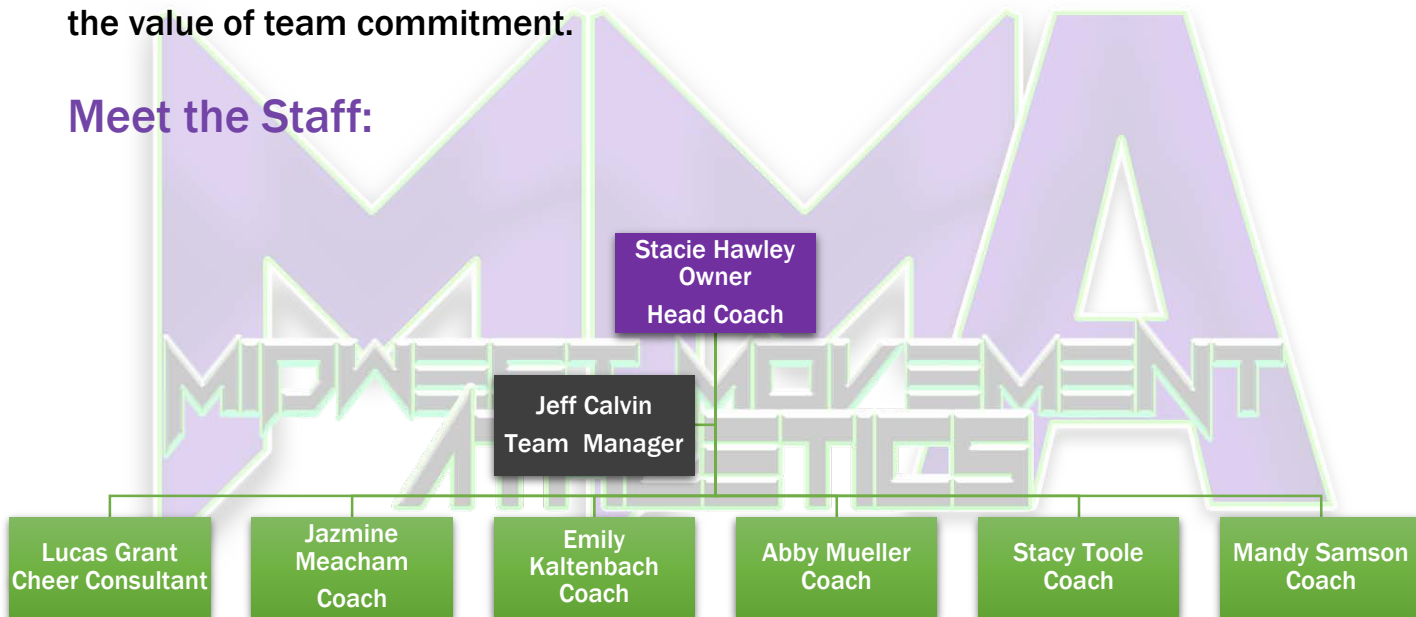 the value of team commitment.
Meet the Staff:
Stacie Hawley
Owner
Head Coach
MMA
MIDWEST MOVEMENT
ATHLETICS
Jeff Calvin
Team Manager
Lucas Grant
Cheer Consultant
Jazmine
Meacham
Coach
Emily
Kaltenbach
Coach
Abby Mueller
Coach
Stacy Toole
Coach
Mandy Samson
Coach